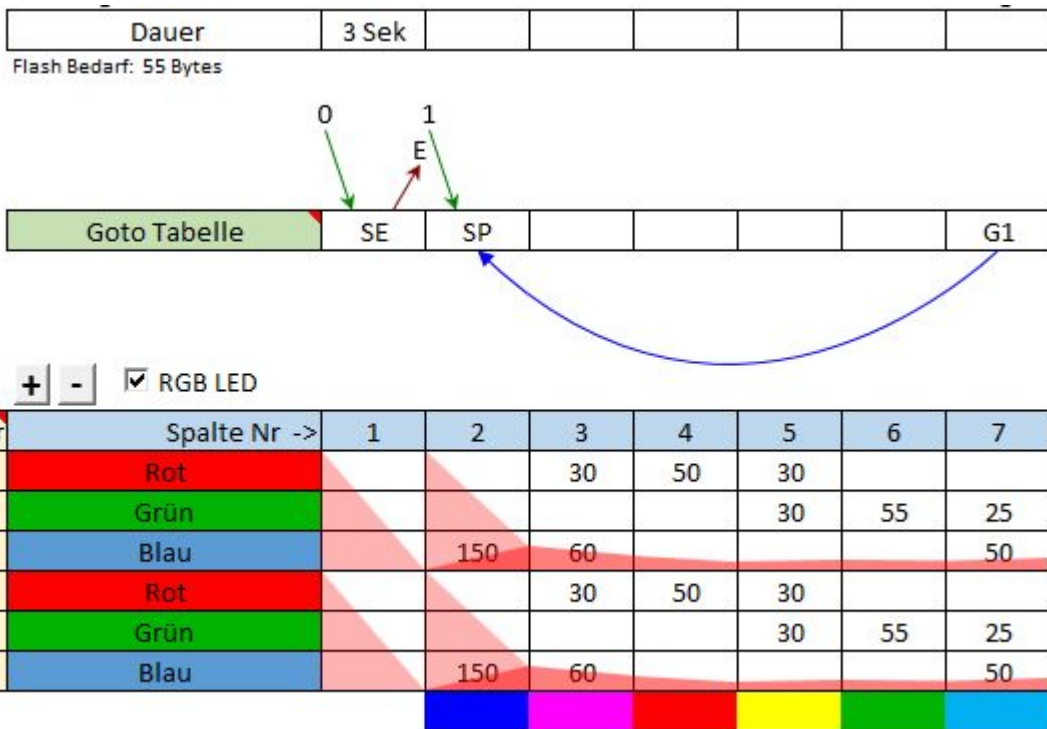 Dauer 3 Sek
Flash Bedarf: 55 Bytes
0 1
E
Goto Tabelle SE SP G1
+ - RGB LED
Spalte Nr -> 1 2 3 4 5 6 7
Rot 30 50 30
Grün 30 55 25
Blau 150 60 50
Rot 30 50 30
Grün 30 55 25
Blau 150 60 50